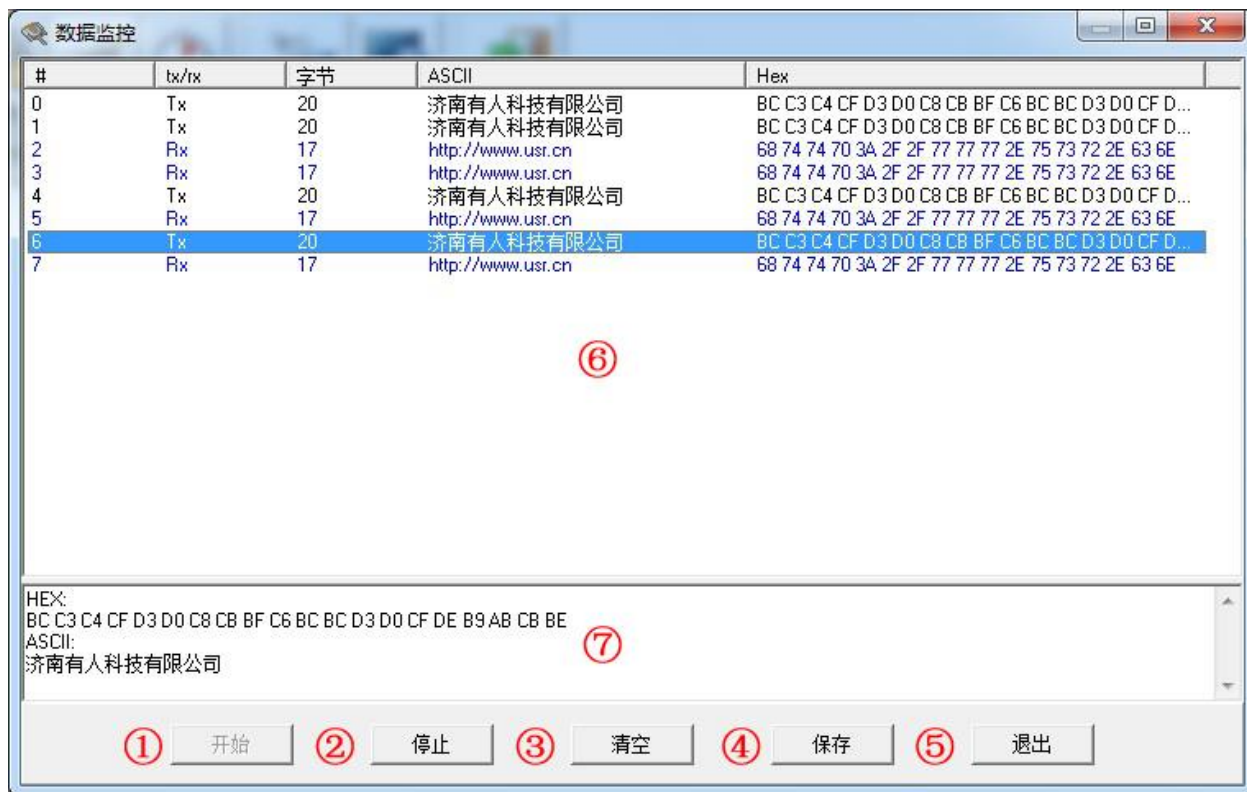 数据监控
# tx/rx 字节 ASCII Hex
0 Tx 20 济南有人科技有限公司 BC C3 C4 CF D3 D0 C8 CB BF C6 BC BC D3 D0 CF D...
1 Tx 20 济南有人科技有限公司 BC C3 C4 CF D3 D0 C8 CB BF C6 BC BC D3 D0 CF D...
2 Rx 17 http://www.usr.cn 68 74 74 70 3A 2F 2F 77 77 77 2E 75 73 72 2E 63 6E
3 Rx 17 http://www.usr.cn 68 74 74 70 3A 2F 2F 77 77 77 2E 75 73 72 2E 63 6E
4 Tx 20 济南有人科技有限公司 BC C3 C4 CF D3 D0 C8 CB BF C6 BC BC D3 D0 CF D...
5 Rx 17 http://www.usr.cn 68 74 74 70 3A 2F 2F 77 77 77 2E 75 73 72 2E 63 6E
6 Tx 20 济南有人科技有限公司 BC C3 C4 CF D3 D0 C8 CB BF C6 BC BC D3 D0 CF D...
7 Rx 17 http://www.usr.cn 68 74 74 70 3A 2F 2F 77 77 77 2E 75 73 72 2E 63 6E
⑥
HEX:
BC C3 C4 CF D3 D0 C8 CB BF C6 BC BC D3 D0 CF DE B9 AB CB BE
ASCII:
⑦
济南有人科技有限公司
① 开始 ② 停止 ③ 清空 ④ 保存 ⑤ 退出